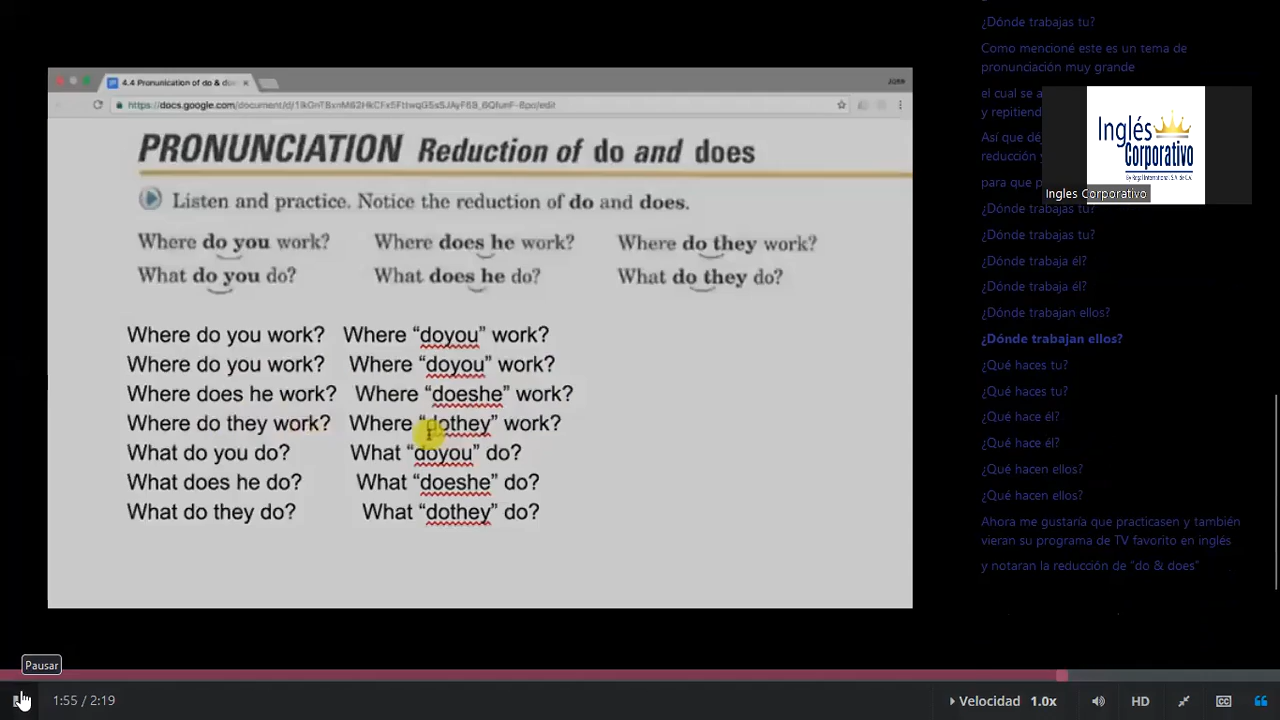 4.4 Pronunication of do & do
https://docs.google.com/document/d/
PRONUNCIATION Reduction of do and does
Listen and practice. Notice the reduction of do and does.
Where do you work? Where does he work? Where do they work?
What do you do? What does he do? What do they do?
Where do you work? Where “doyou” work?
Where do you work? Where “doyou” work?
Where does he work? Where “doeshe” work?
Where do they work? Where “dothey” work?
What do you do? What “doyou” do?
What does he do? What “doeshe” do?
What do they do? What “dothey” do?
¿Dónde trabajas tu?
Como mencioné este es un tema de
pronunciación muy grande
el cual se a
y repitiend
Así que déj
reducción y
para que p
¿Dónde trabajas tu?
¿Dónde trabajas tu?
¿Dónde trabaja él?
¿Dónde trabaja él?
¿Dónde trabajan ellos?
¿Dónde trabajan ellos?
¿Qué haces tu?
¿Qué haces tu?
¿Qué hace él?
¿Qué hace él?
¿Qué hacen ellos?
¿Qué hacen ellos?
Ahora me gustaría que practicasen y también
vieran su programa de TV favorito en inglés
y notaran la reducción de “do & does”
Inglés
Corporativo
Ingles Corporativo
Pausar
1:55 / 2:19
Velocidad 1.0x
HD